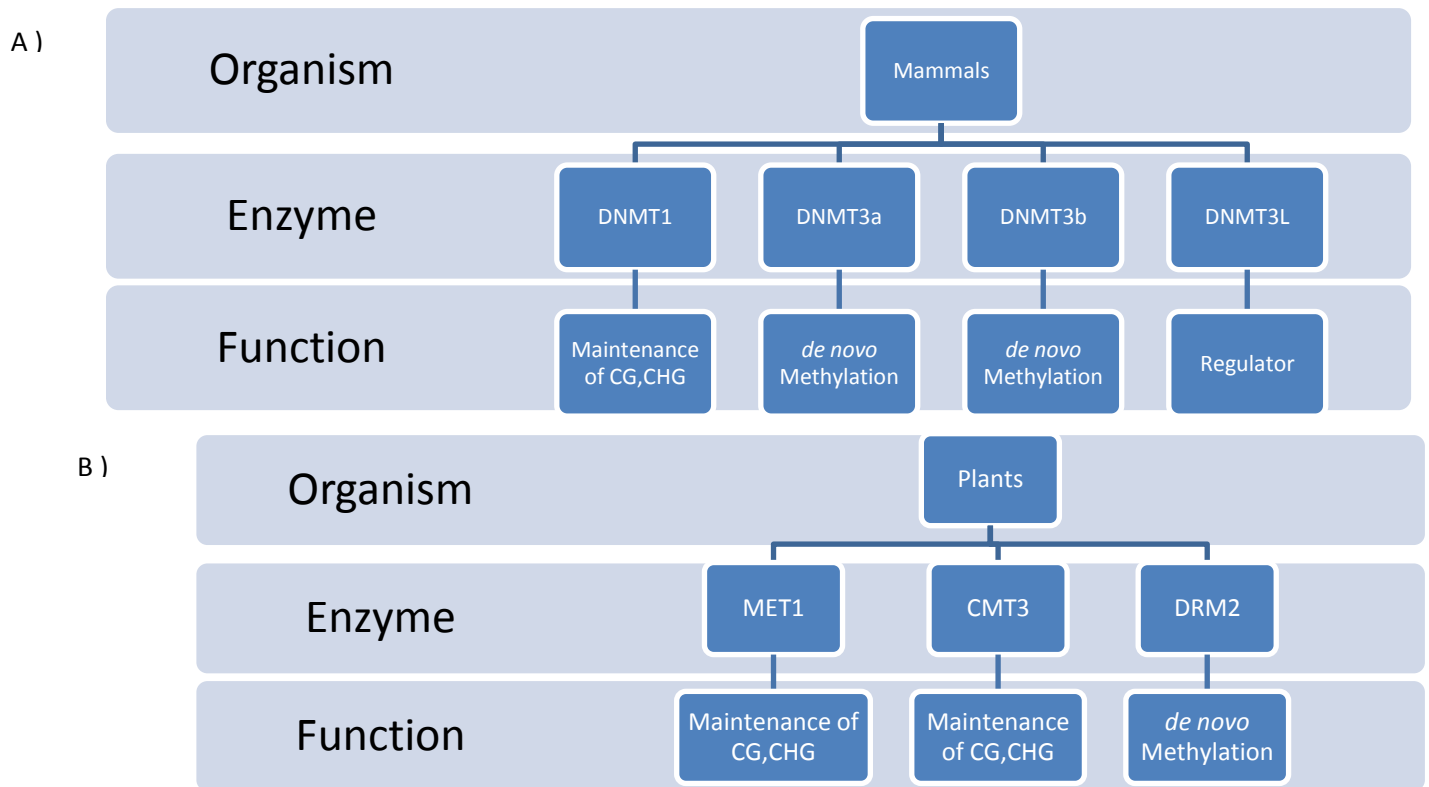 A )
Organism
Mammals
Enzyme
DNMT1
DNMT3a
DNMT3b
DNMT3L
Function
Maintenance
of CG,CHG
de novo
Methylation
de novo
Methylation
Regulator
B )
Organism
Plants
Enzyme
MET1
CMT3
DRM2
Function
Maintenance of
CG,CHG
Maintenance
of CG,CHG
de novo
Methylation